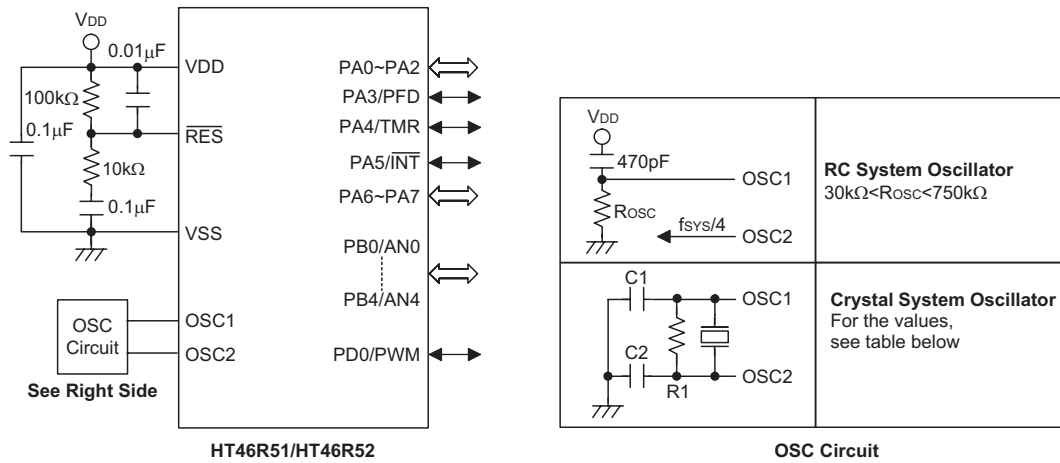 VDD
0.01μF
VDD
100kΩ
RES
0.1μF
10kΩ
0.1μF
VSS
OSC
Circuit
OSC1
OSC2
See Right Side
PA0~PA2
PA3/PFD
PA4/TMR
PA5/INT
PA6~PA7
PB0/AN0
PB4/AN4
PD0/PWM
HT46R51/HT46R52
VDD
470pF
OSC1
ROSC
fSYS/4
OSC2
RC System Oscillator
30kΩ<ROSC<750kΩ
C1
OSC1
C2
R1
OSC2
Crystal System Oscillator
For the values,
see table below
OSC Circuit